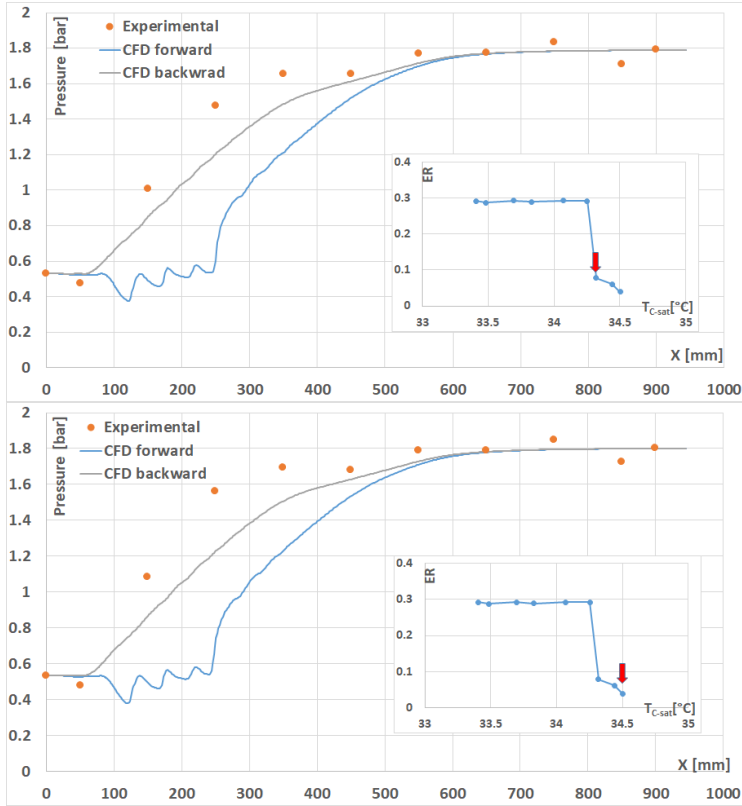 2
1.8
1.6
1.4
1.2
1
0.8
0.6
0.4
0.2
0
Pressure [bar]
Experimental
CFD forward
CFD backwrad
0.4
0.3
0.2
0.1
0
ER
33
33.5
34
34.5
35
T_C-sat[°C]
X [mm]
0 100 200 300 400 500 600 700 800 900 1000
2
1.8
1.6
1.4
1.2
1
0.8
0.6
0.4
0.2
0
Pressure [bar]
Experimental
CFD forward
CFD backward
0.4
0.3
0.2
0.1
0
ER
33
33.5
34
34.5
35
T_C-sat[°C]
X [mm]
0 100 200 300 400 500 600 700 800 900 1000